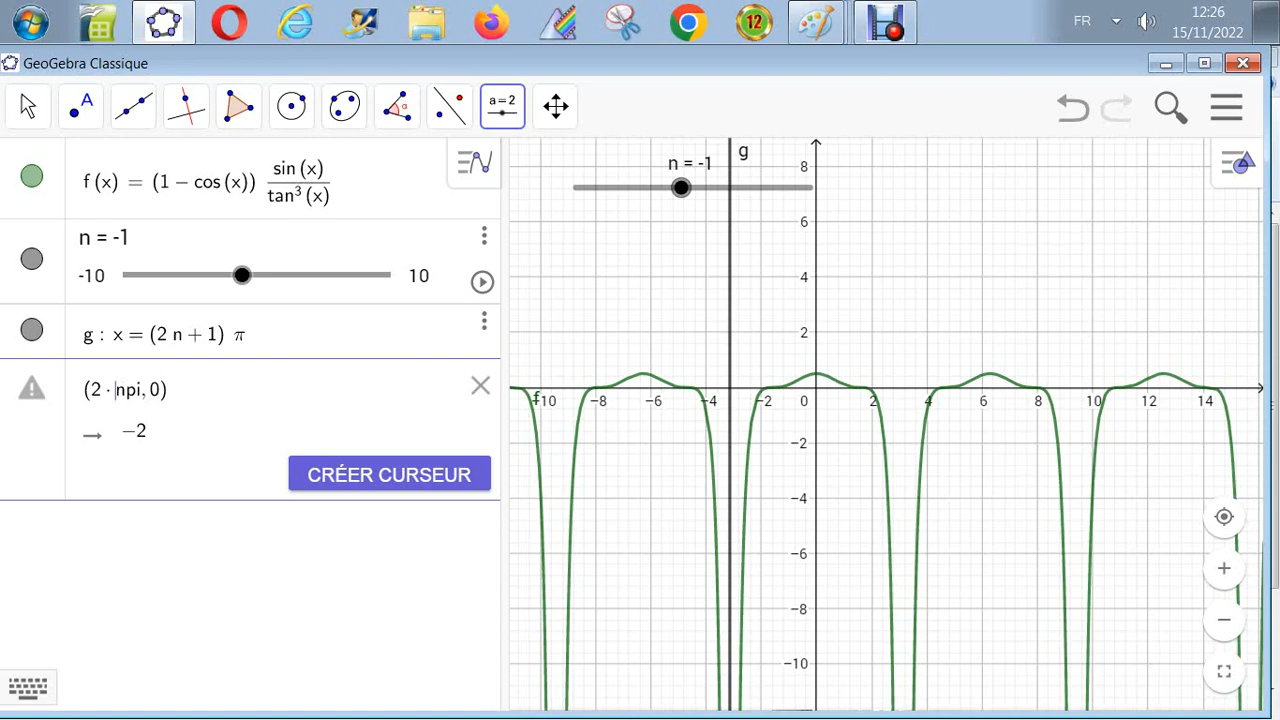 12
FR
12:26
15/11/2022
GeoGebra Classique
A
α
a = 2
f (x) = (1 − cos (x)) sin (x) / tan³ (x)
n = -1
-10
10
g : x = (2 n + 1) π
(2 · npi, 0)
→ −2
CRÉER CURSEUR
n = -1
g
f
8
6
4
2
−10
−8
−6
−4
−2
0
2
4
6
8
10
12
14
−2
−4
−6
−8
−10